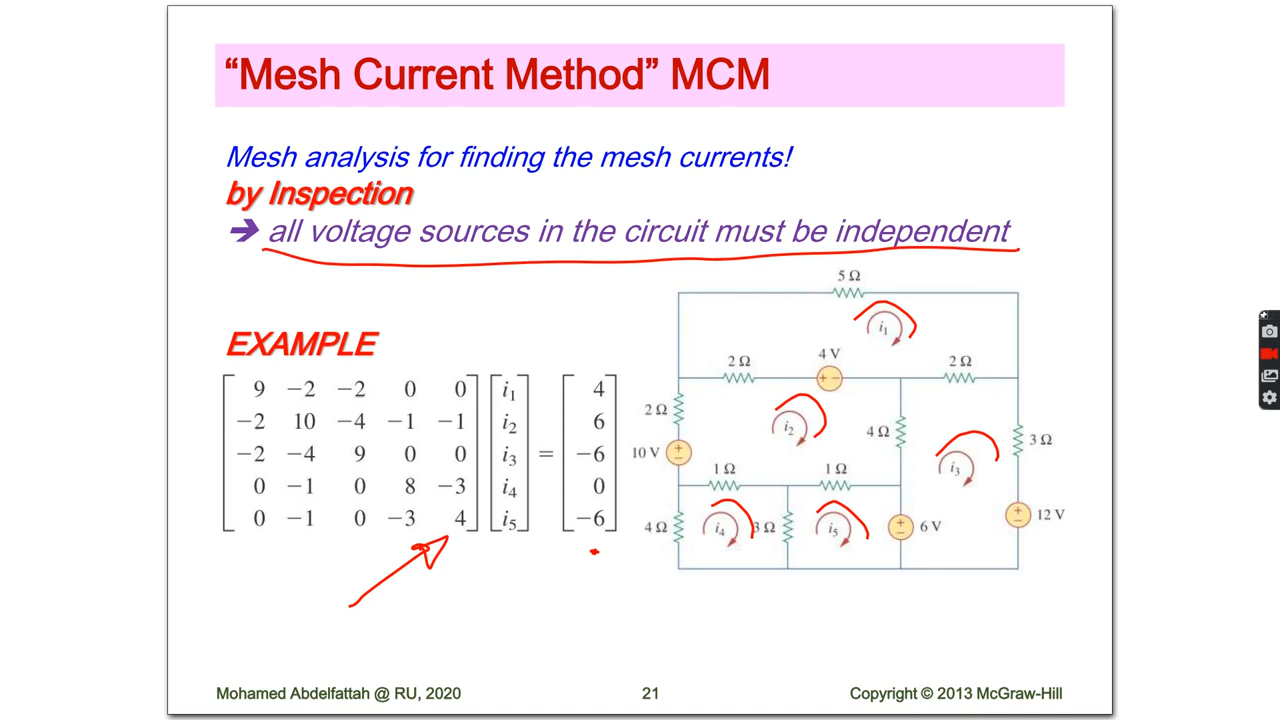 “Mesh Current Method” MCM
Mesh analysis for finding the mesh currents!
by Inspection
➔ all voltage sources in the circuit must be independent
EXAMPLE
9 −2 −2 0 0 i1 4
−2 10 −4 −1 −1 i2 6
−2 −4 9 0 0 i3 = −6
0 −1 0 8 −3 i4 0
0 −1 0 −3 4 i5 −6
5 Ω
i1
4 V
2 Ω
+ −
2 Ω
2 Ω
i2
4 Ω
3 Ω
10 V
+
−
i3
1 Ω
1 Ω
4 Ω
i4
3 Ω
i5
+
−
6 V
+
−
12 V
Mohamed Abdelfattah @ RU, 2020
21
Copyright © 2013 McGraw-Hill